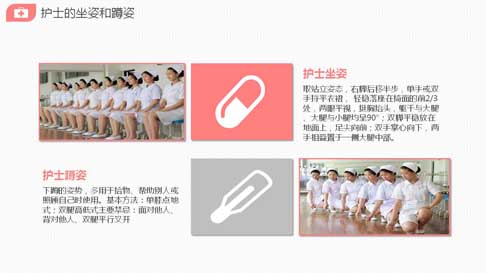 护士的坐姿和蹲姿
护士坐姿
取站立姿态，右脚后移半步，单手或双
手持平衣裙，轻稳落座在椅面的前2/3
处，两眼平视，挺胸抬头，躯干与大腿
、大腿与小腿均呈90°；双脚平稳放在
地面上，足尖向前；双手掌心向下，两
手相叠置于一侧大腿中部。
护士蹲姿
下蹲的姿势，多用于拾物、帮助别人或
照顾自己时使用。基本方法：单膝点地
式；双腿高低式主要禁忌：面对他人、
背对他人、双腿平行叉开